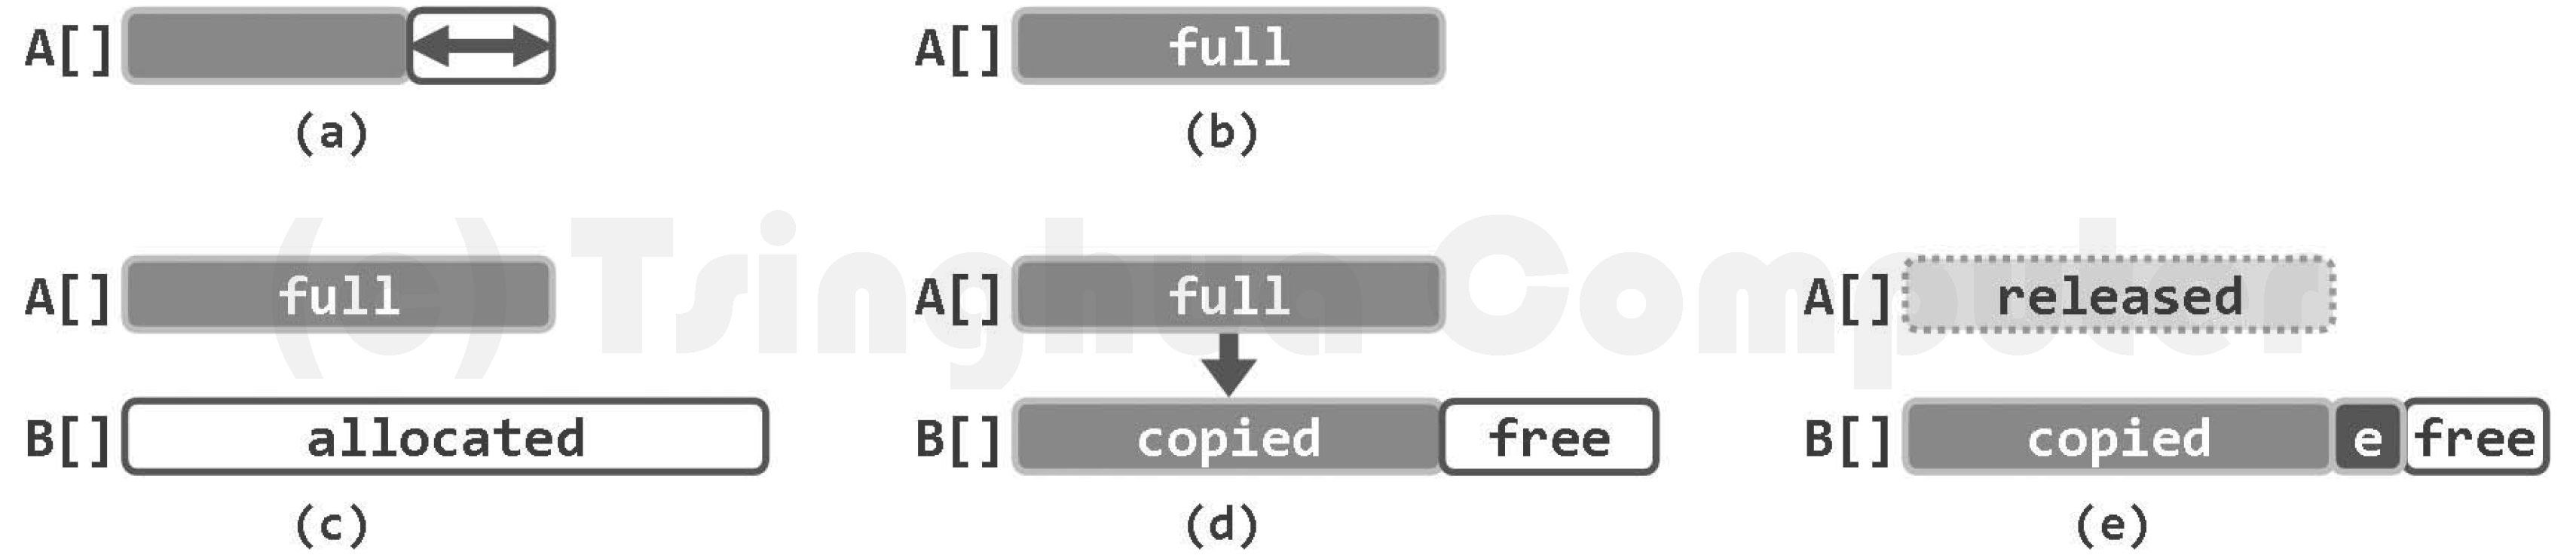 A[] A[] full
(a) (b)
(c) Tsinghua Computer
A[] full A[] full A[] released
B[] allocated B[] copied free B[] copied e free
(c) (d) (e)